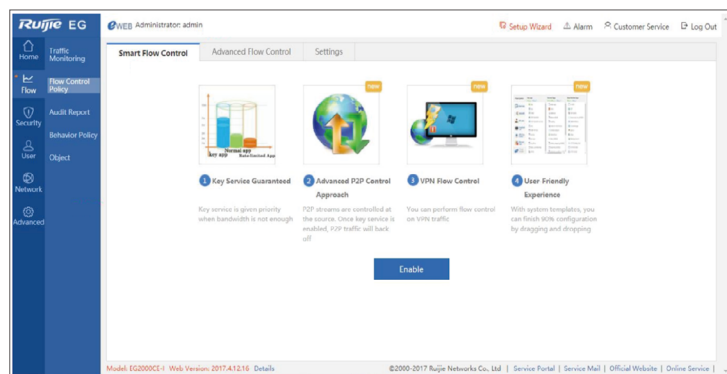 Ruijie EG
eWEB Administrator: admin
Setup Wizard
Alarm
Customer Service
Log Out
Home
Flow
Security
User
Network
Advanced
Traffic
Monitoring
Flow Control
Policy
Audit Report
Behavior Policy
Object
Smart Flow Control
Advanced Flow Control
Settings
key app
Normal app
Rate Control App
1 Key Service Guaranteed
Key service is given priority
when bandwidth is not enough
new
2 Advanced P2P Control
Approach
P2P streams are controlled at
the source. Once key service is
enabled, P2P traffic will back
off
new
3 VPN Flow Control
You can perform flow control
on VPN traffic
new
4 User Friendly
Experience
With system templates, you
can finish 90% configuration
by dragging and dropping
Enable
Model: EG2000CE-I Web Version: 2017.4.12.16 Details
©2000-2017 Ruijie Networks Co., Ltd | Service Portal | Service Mail | Official Website | Online Service |